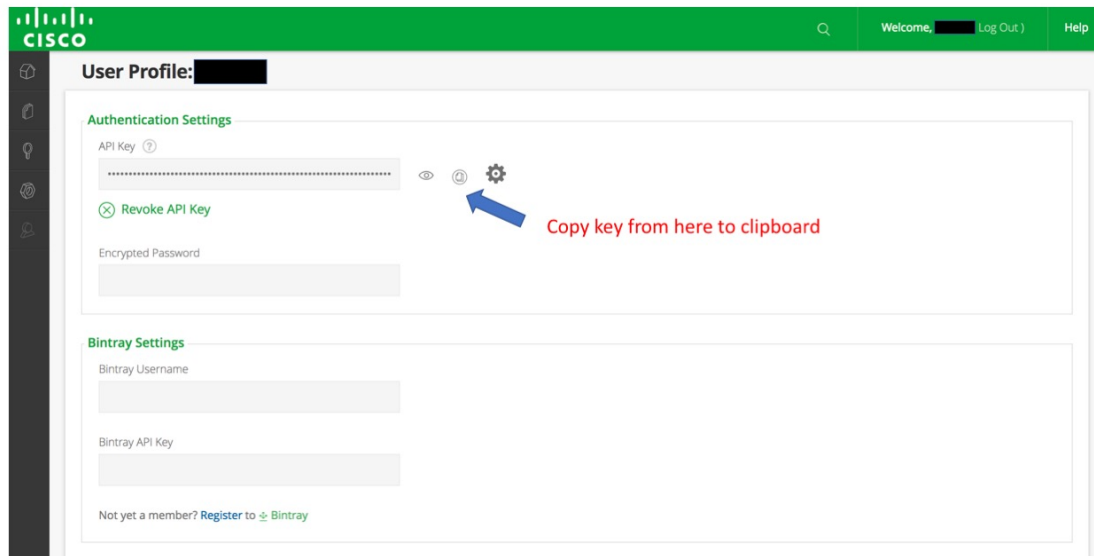 CISCO
Welcome, Log Out ) Help
User Profile:
Authentication Settings
API Key ?
Revoke API Key
Copy key from here to clipboard
Encrypted Password
Bintray Settings
Bintray Username
Bintray API Key
Not yet a member? Register to Bintray